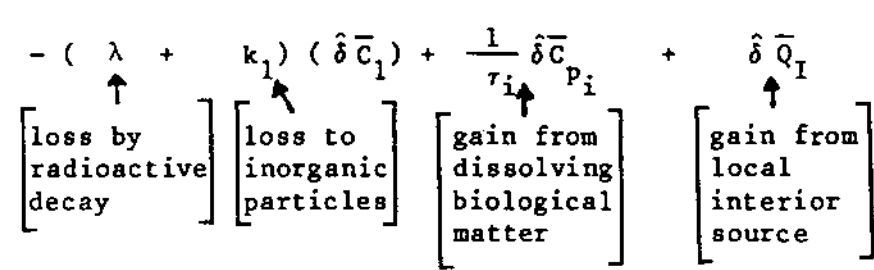 - ( λ + k₁) ( δ̂ C̅₁) + 1/τᵢ δ̂C̅ₚᵢ + δ̂ Q̅_I
loss by
radioactive
decay
loss to
inorganic
particles
gain from
dissolving
biological
matter
gain from
local
interior
source